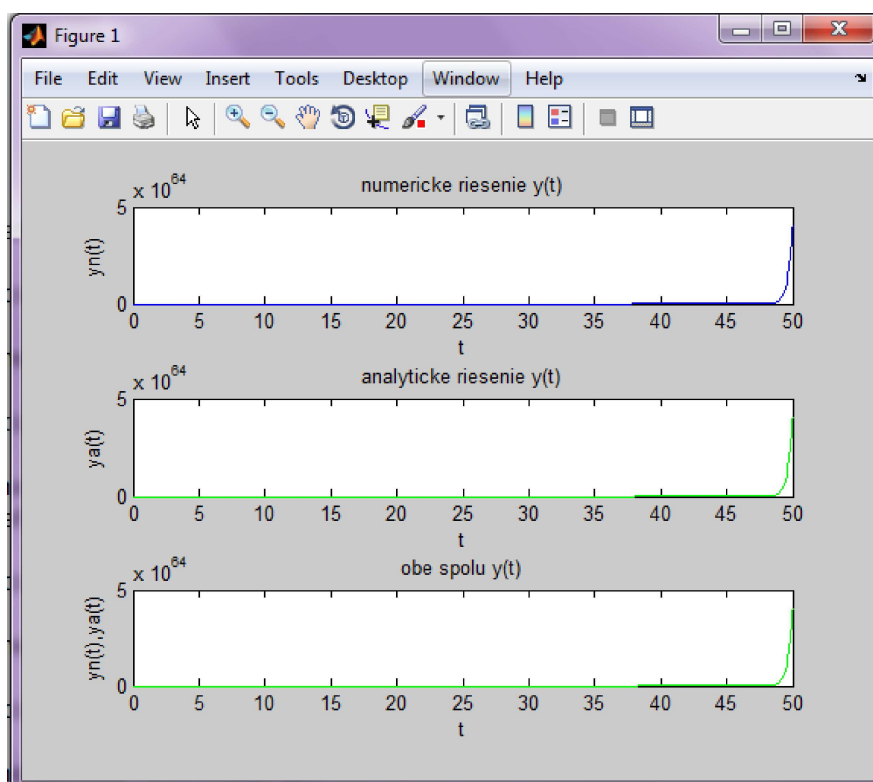 Figure 1
File Edit View Insert Tools Desktop Window Help
numericke riesenie y(t)
x 10^64
5
0
yn(t)
0 5 10 15 20 25 30 35 40 45 50
t
analyticke riesenie y(t)
x 10^64
5
0
ya(t)
0 5 10 15 20 25 30 35 40 45 50
t
obe spolu y(t)
x 10^64
5
0
yn(t),ya(t)
0 5 10 15 20 25 30 35 40 45 50
t